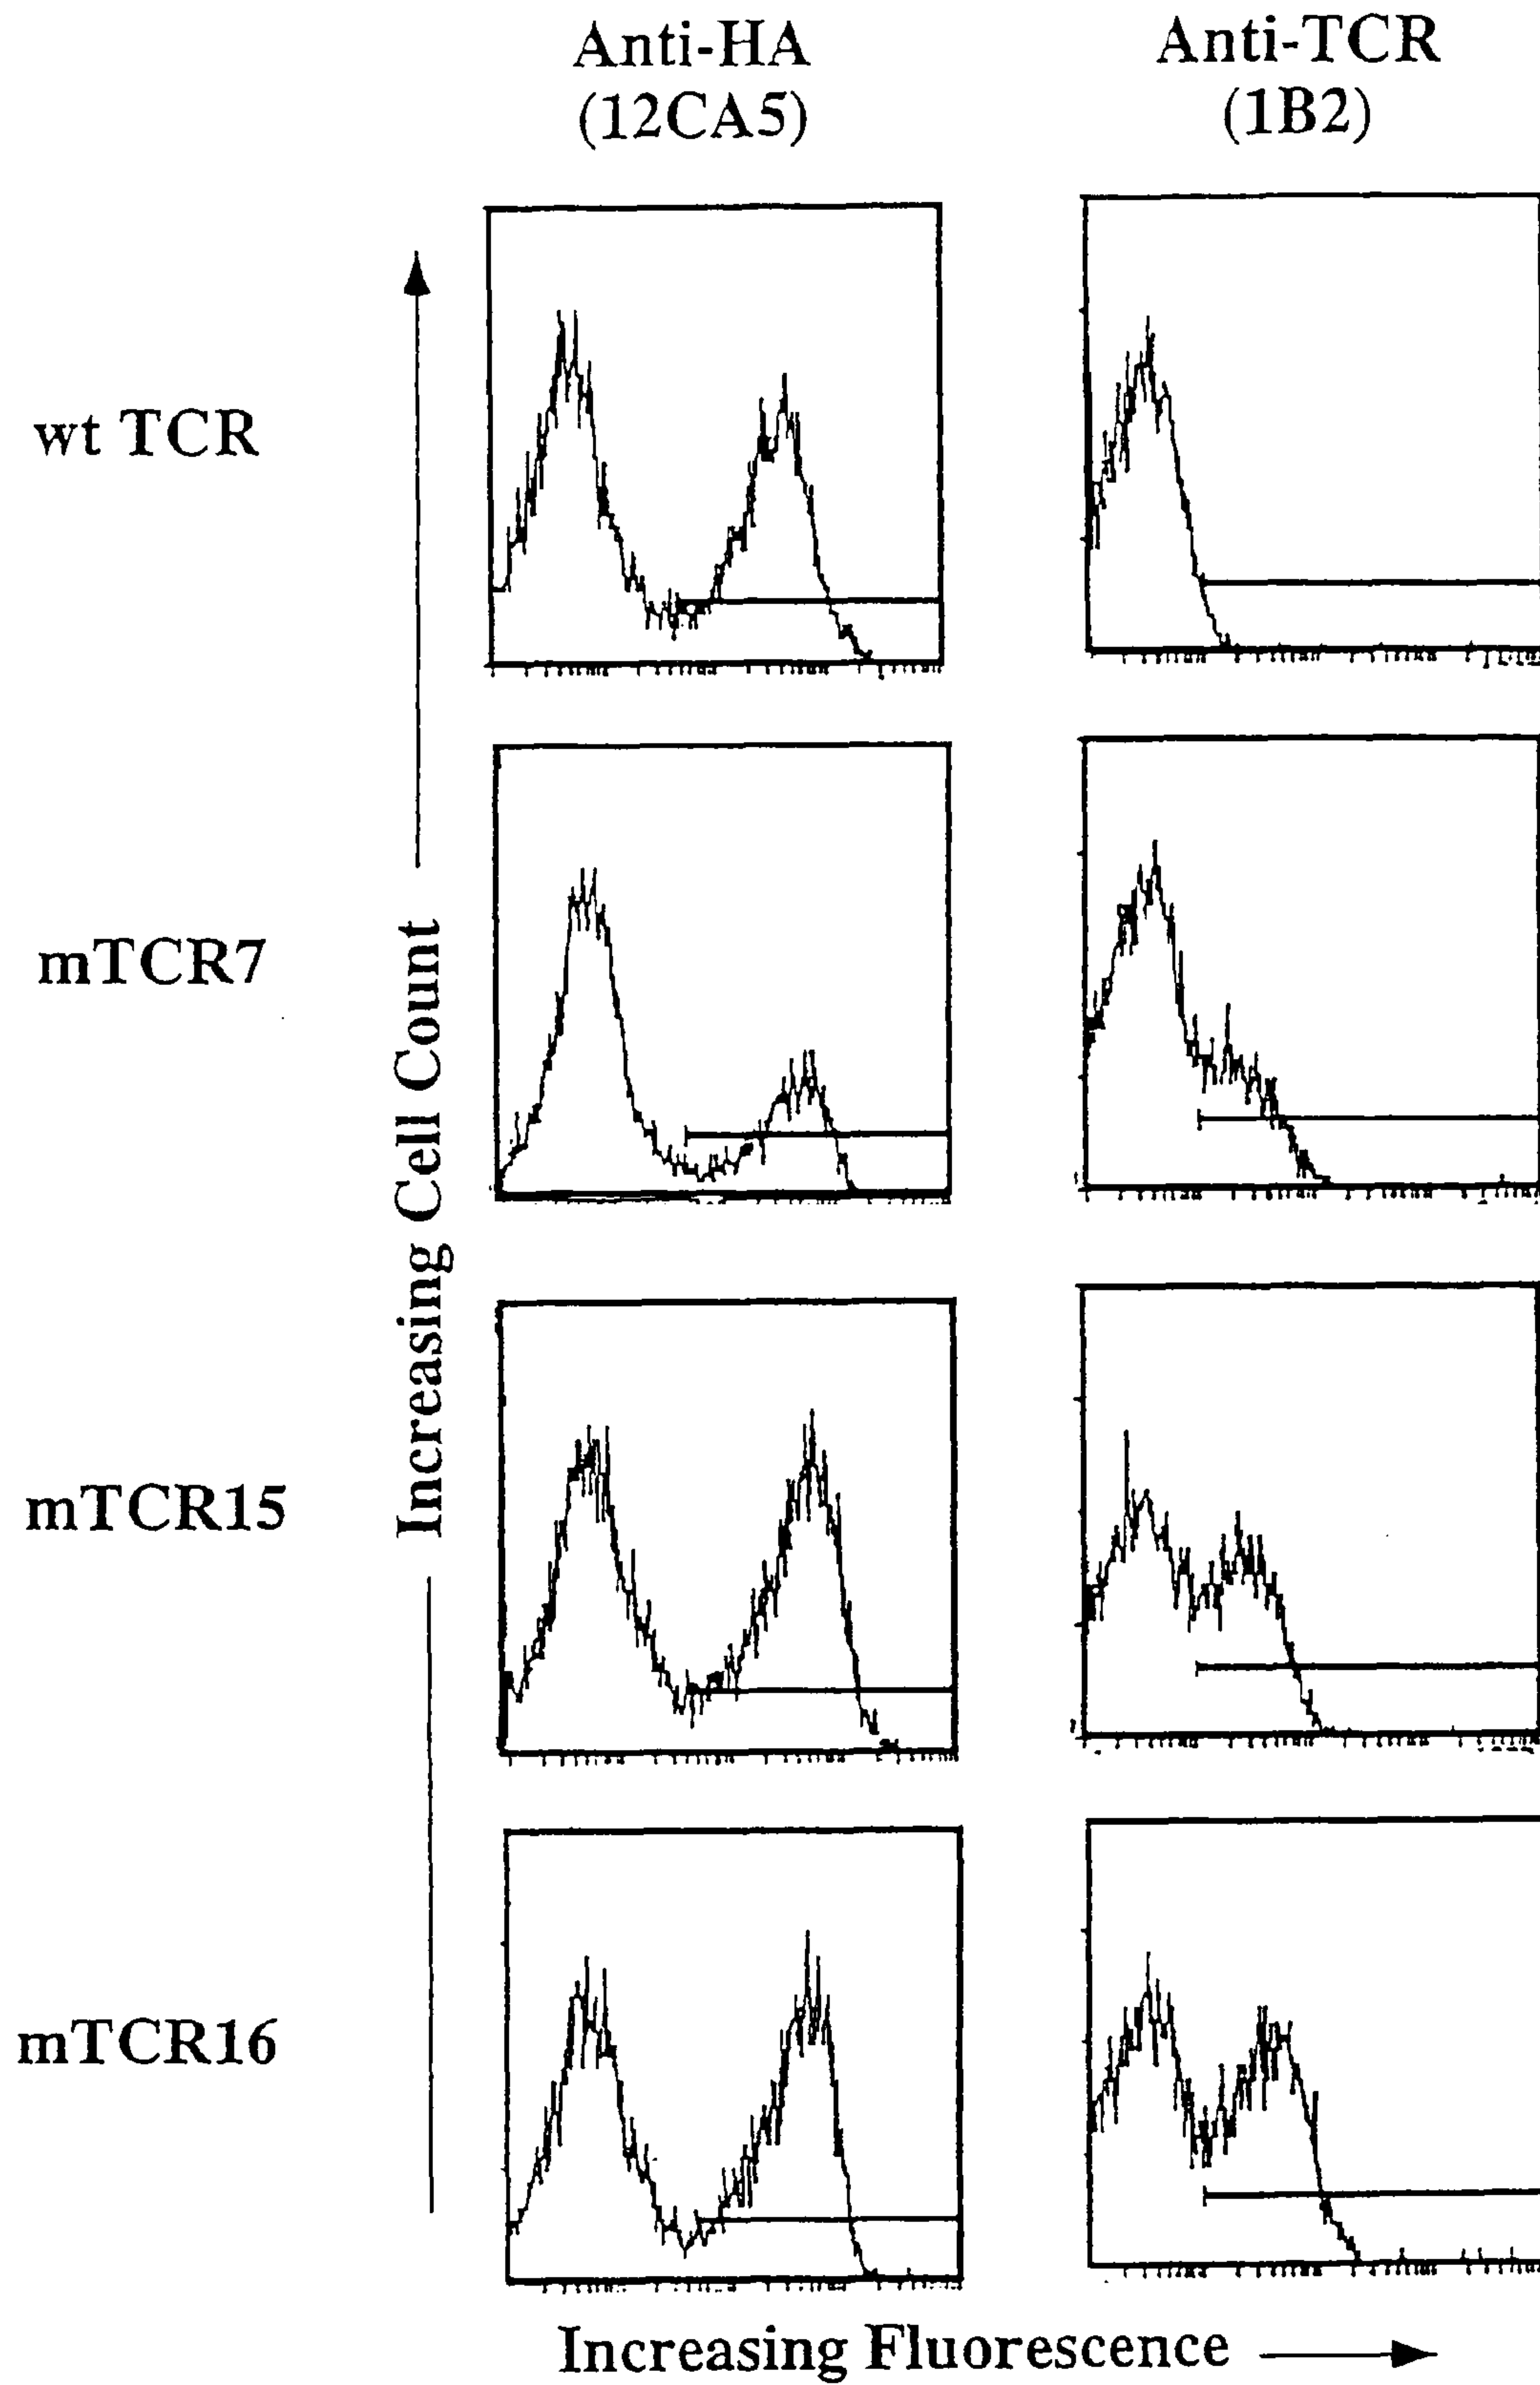 Anti-HA
(12CA5)
Anti-TCR
(1B2)
wt TCR
mTCR7
mTCR15
mTCR16
Increasing Cell Count
Increasing Fluorescence